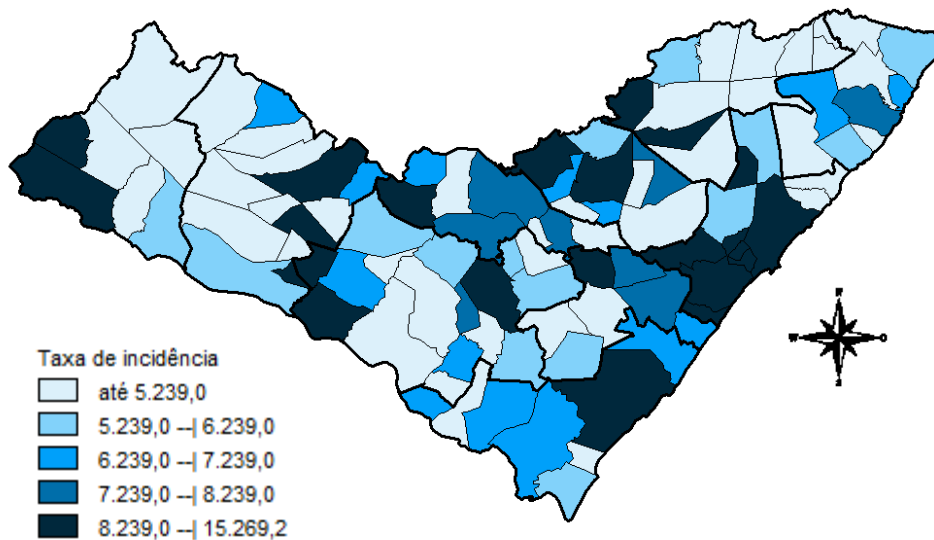 Taxa de incidência
até 5.239,0
5.239,0 --| 6.239,0
6.239,0 --| 7.239,0
7.239,0 --| 8.239,0
8.239,0 --| 15.269,2